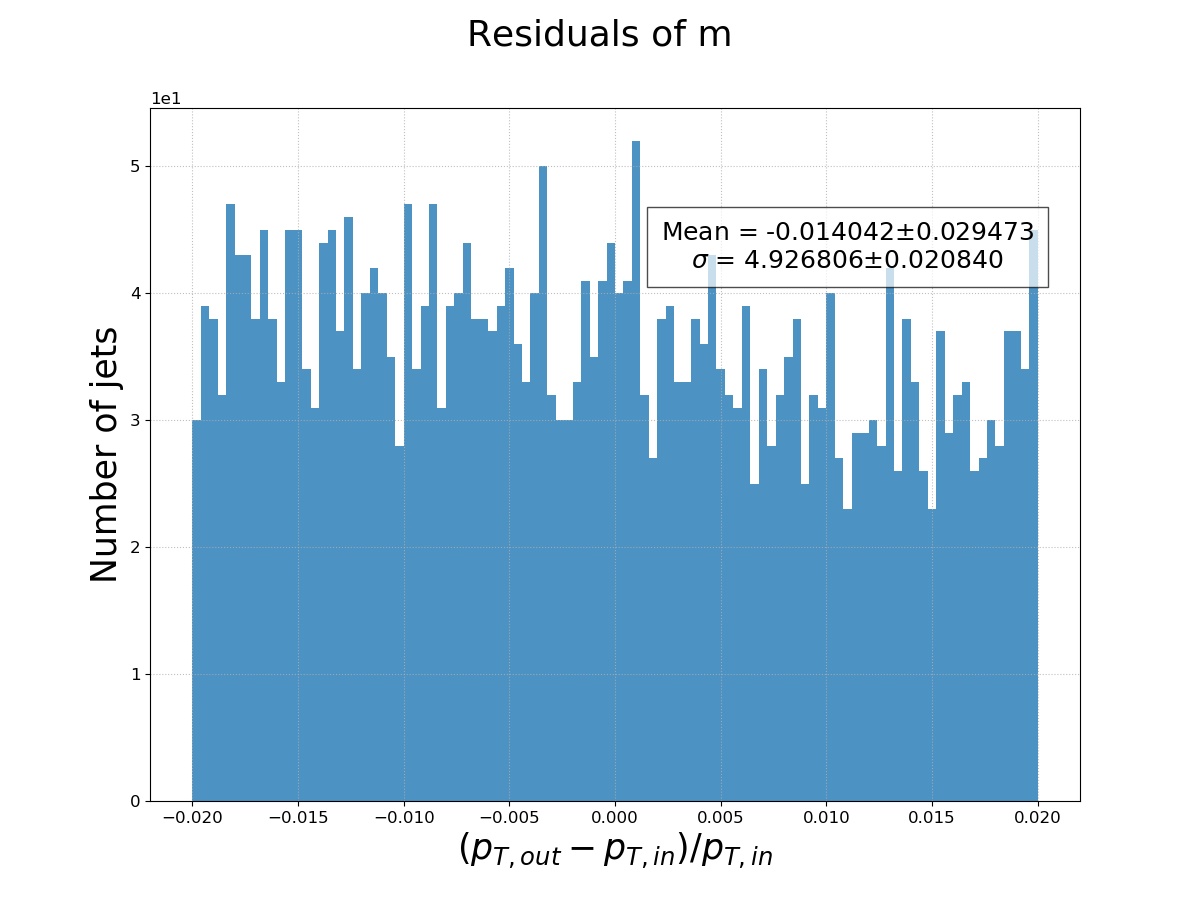 Residuals of m
1e1
5
4
3
2
1
0
Number of jets
Mean = -0.014042±0.029473
σ = 4.926806±0.020840
−0.020 −0.015 −0.010 −0.005 0.000 0.005 0.010 0.015 0.020
(p_{T,out} − p_{T,in})/p_{T,in}